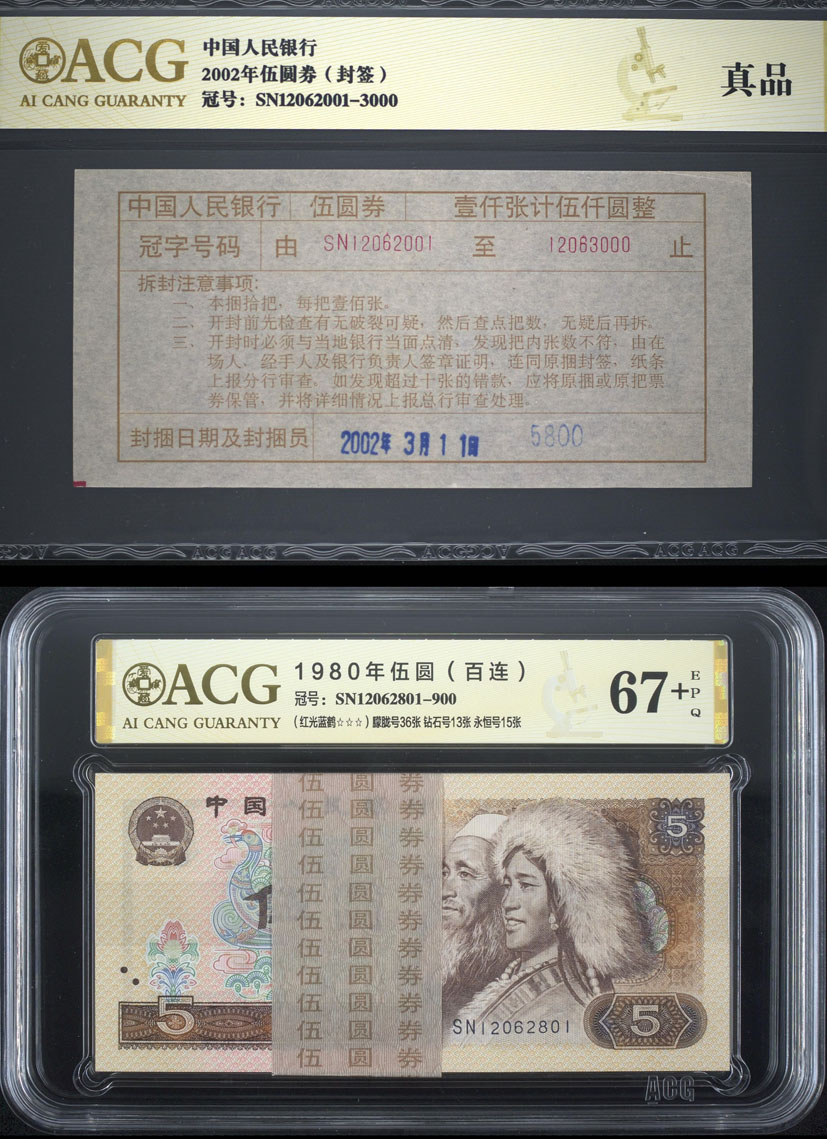 ACG
AI CANG GUARANTY
中国人民银行
2002年伍圆券（封签）
冠号：SN12062001-3000
真品
中国人民银行 伍圆券 壹仟张计伍仟圆整
冠字号码 由 SN12062001 至 12063000 止
拆封注意事项:
一、本捆拾把，每把壹佰张。
二、开封前先检查有无破裂可疑，然后查点把数，无疑后再拆。
三、开封时必须与当地银行当面点清，发现把内张数不符，由在
场人、经手人及银行负责人签章证明，连同原捆封签，纸条
上报分行审查，如发现超过十张的错款，应将原捆或原把票
券保管，并将详细情况上报总行审查处理。
封捆日期及封捆员 2002年 3月 1 1日 5800
ACG ACG
ACG
AI CANG GUARANTY
1980年伍圆（百连）
冠号：SN12062801-900
（红光蓝鹤☆☆☆）朦胧号36张 钻石号13张 永恒号15张
67+
EPQ
中国
伍圆券
伍圆券
伍圆券
伍圆券
伍圆券
伍圆券
伍圆券
伍圆券
伍圆券
伍圆券
伍圆券
5
5
SN12062801
5
ACG